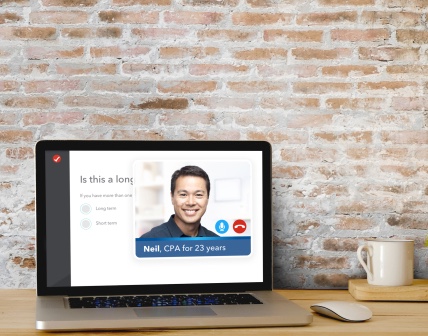 Is this a long
If you have more than one
Long term
Short term
Neil, CPA for 23 years